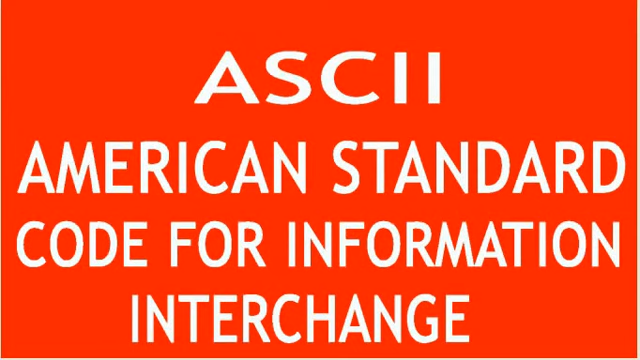 ASCII
AMERICAN STANDARD
CODE FOR INFORMATION
INTERCHANGE